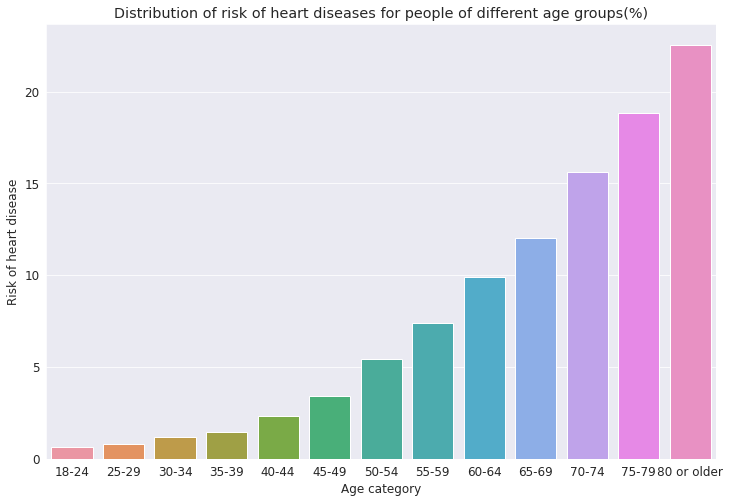 Distribution of risk of heart diseases for people of different age groups(%)
Risk of heart disease
20
15
10
5
0
18-24 25-29 30-34 35-39 40-44 45-49 50-54 55-59 60-64 65-69 70-74 75-79 80 or older
Age category